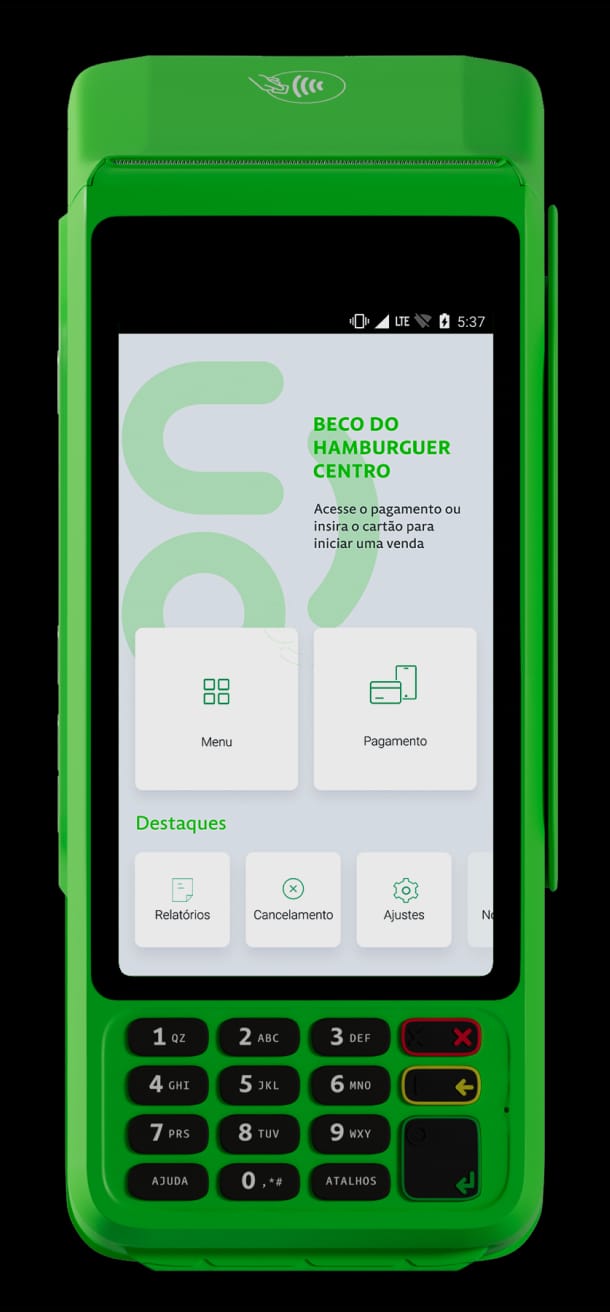 LTE 5:37
BECO DO
HAMBURGUER
CENTRO
Acesse o pagamento ou
insira o cartão para
iniciar uma venda
Menu
Pagamento
Destaques
Relatórios
Cancelamento
Ajustes
No
1 QZ
2 ABC
3 DEF
4 GHI
5 JKL
6 MNO
7 PRS
8 TUV
9 WXY
AJUDA
0 ,*#
ATALHOS